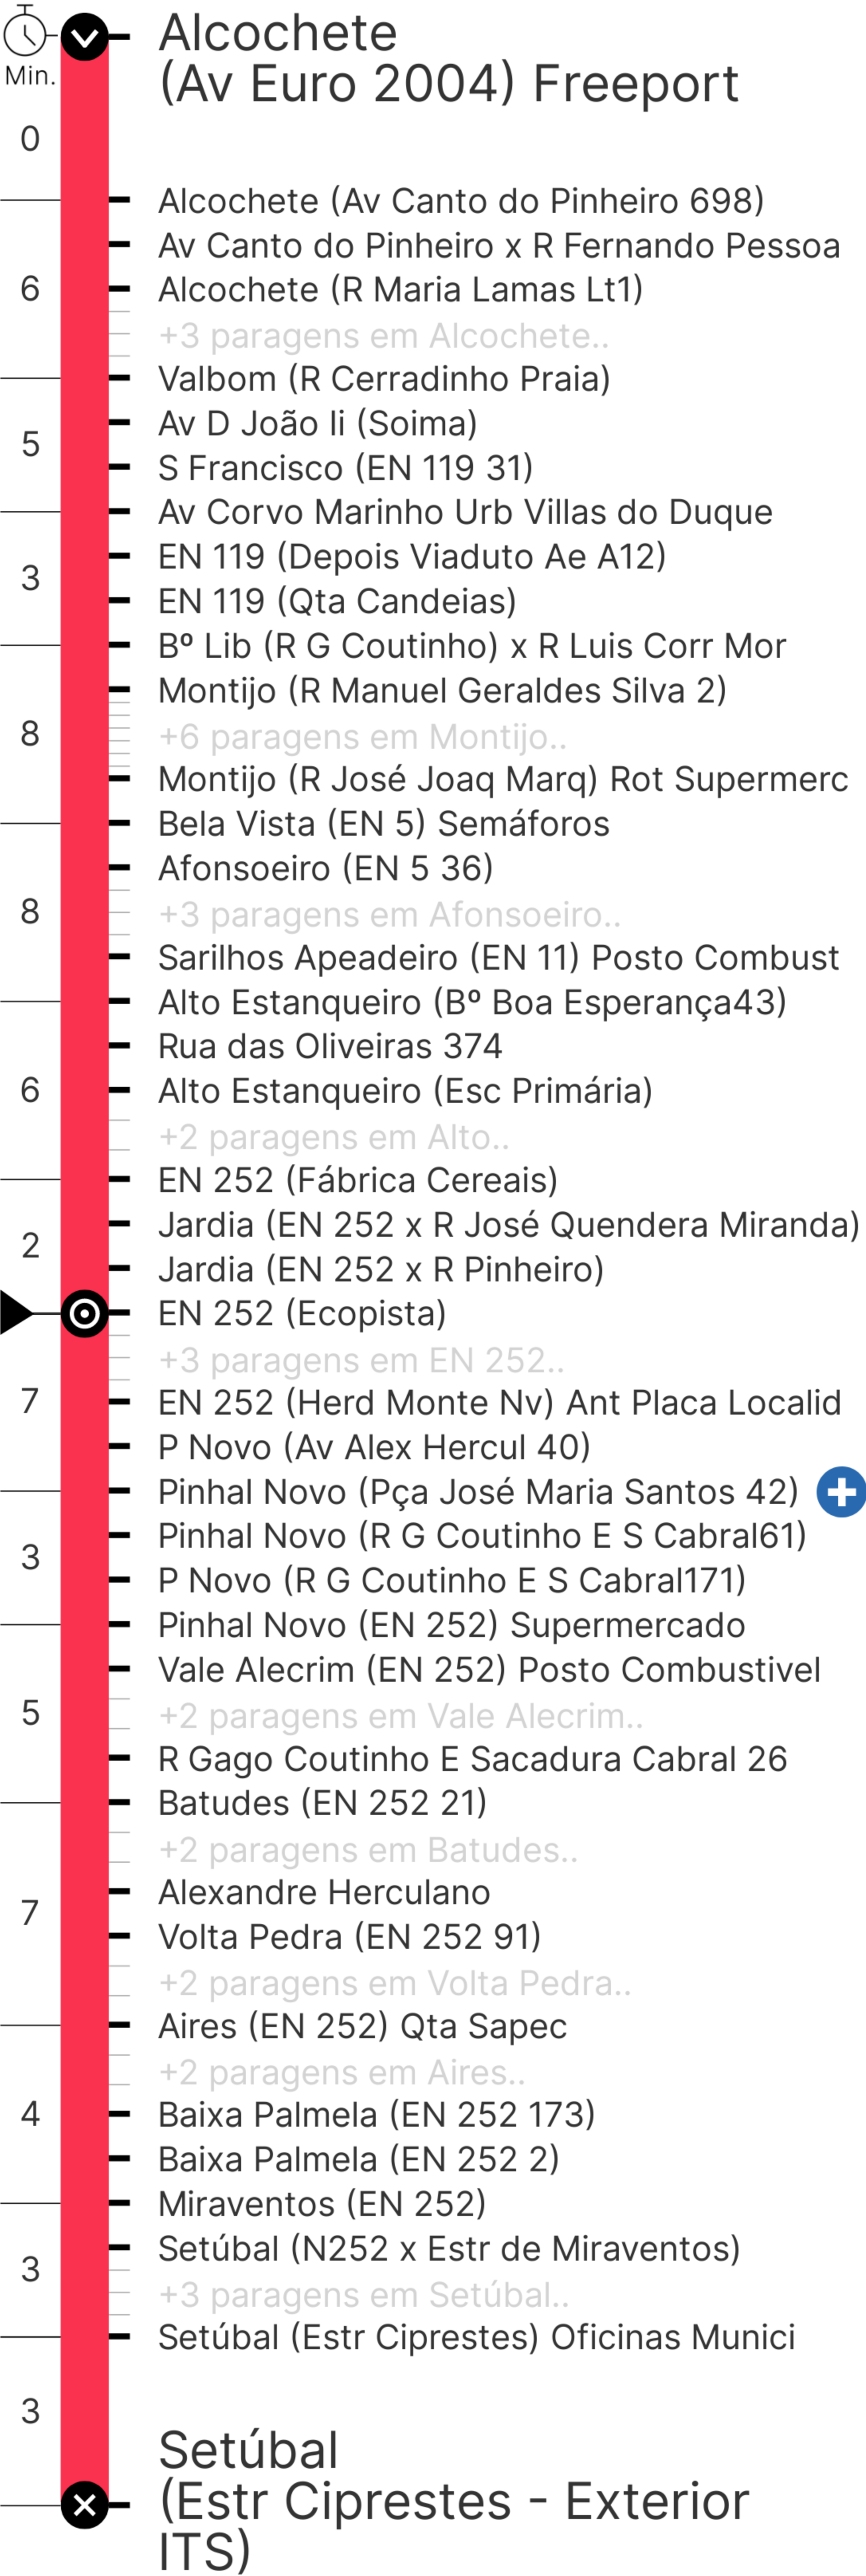 Alcochete
(Av Euro 2004) Freeport
Min.
0
Alcochete (Av Canto do Pinheiro 698)
Av Canto do Pinheiro x R Fernando Pessoa
6
Alcochete (R Maria Lamas Lt1)
+3 paragens em Alcochete..
Valbom (R Cerradinho Praia)
Av D João Ii (Soima)
5
S Francisco (EN 119 31)
Av Corvo Marinho Urb Villas do Duque
EN 119 (Depois Viaduto Ae A12)
3
EN 119 (Qta Candeias)
Bº Lib (R G Coutinho) x R Luis Corr Mor
Montijo (R Manuel Geraldes Silva 2)
8
+6 paragens em Montijo..
Montijo (R José Joaq Marq) Rot Supermerc
Bela Vista (EN 5) Semáforos
Afonsoeiro (EN 5 36)
8
+3 paragens em Afonsoeiro..
Sarilhos Apeadeiro (EN 11) Posto Combust
Alto Estanqueiro (Bº Boa Esperança43)
Rua das Oliveiras 374
6
Alto Estanqueiro (Esc Primária)
+2 paragens em Alto..
EN 252 (Fábrica Cereais)
Jardia (EN 252 x R José Quendera Miranda)
2
Jardia (EN 252 x R Pinheiro)
EN 252 (Ecopista)
+3 paragens em EN 252..
7
EN 252 (Herd Monte Nv) Ant Placa Localid
P Novo (Av Alex Hercul 40)
Pinhal Novo (Pça José Maria Santos 42)
Pinhal Novo (R G Coutinho E S Cabral61)
3
P Novo (R G Coutinho E S Cabral171)
Pinhal Novo (EN 252) Supermercado
Vale Alecrim (EN 252) Posto Combustivel
5
+2 paragens em Vale Alecrim..
R Gago Coutinho E Sacadura Cabral 26
Batudes (EN 252 21)
+2 paragens em Batudes..
Alexandre Herculano
7
Volta Pedra (EN 252 91)
+2 paragens em Volta Pedra..
Aires (EN 252) Qta Sapec
+2 paragens em Aires..
4
Baixa Palmela (EN 252 173)
Baixa Palmela (EN 252 2)
Miraventos (EN 252)
Setúbal (N252 x Estr de Miraventos)
3
+3 paragens em Setúbal..
Setúbal (Estr Ciprestes) Oficinas Munici
3
Setúbal
(Estr Ciprestes - Exterior
ITS)